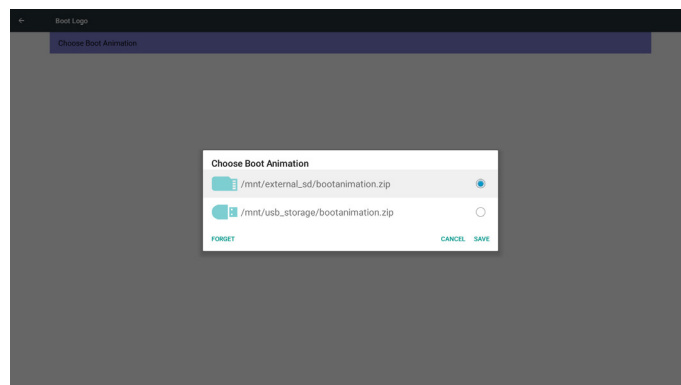 Boot Logo
Choose Boot Animation
Choose Boot Animation
/mnt/external_sd/bootanimation.zip
/mnt/usb_storage/bootanimation.zip
FORGET CANCEL SAVE